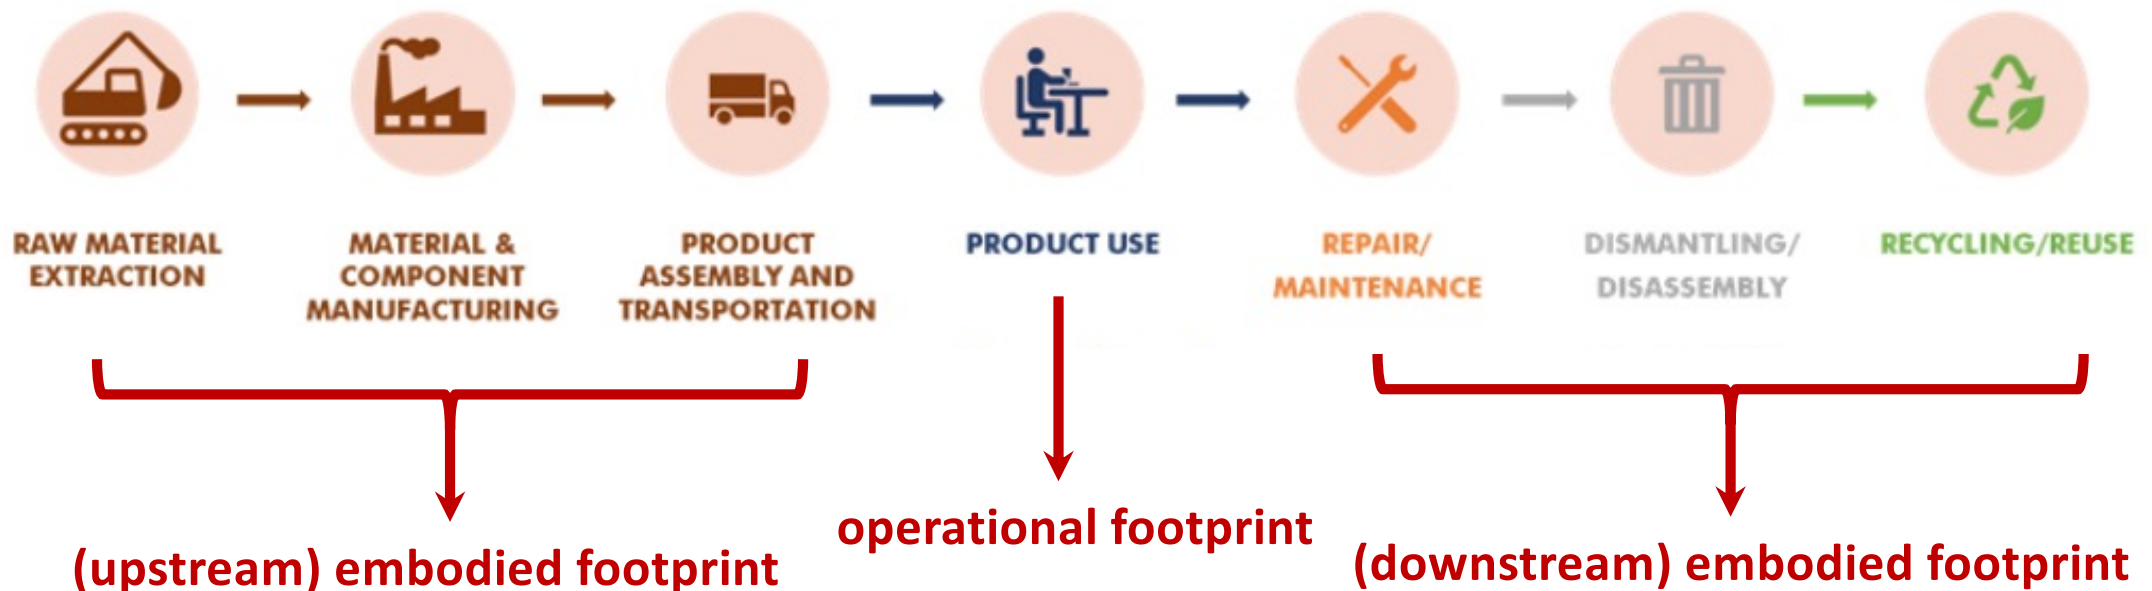 RAW MATERIAL
EXTRACTION
MATERIAL &
COMPONENT
MANUFACTURING
PRODUCT
ASSEMBLY AND
TRANSPORTATION
PRODUCT USE
REPAIR/
MAINTENANCE
DISMANTLING/
DISASSEMBLY
RECYCLING/REUSE
(upstream) embodied footprint
operational footprint
(downstream) embodied footprint